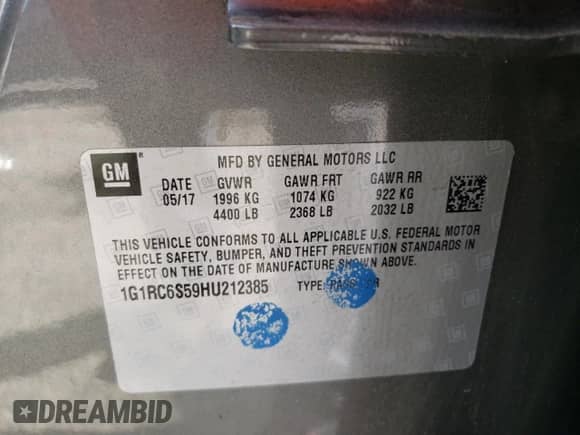 GM ®
MFD BY GENERAL MOTORS LLC
DATE GVWR GAWR FRT GAWR RR
05/17 1996 KG 1074 KG 922 KG
4400 LB 2368 LB 2032 LB
THIS VEHICLE CONFORMS TO ALL APPLICABLE U.S. FEDERAL MOTOR
VEHICLE SAFETY, BUMPER, AND THEFT PREVENTION STANDARDS IN
EFFECT ON THE DATE OF MANUFACTURE SHOWN ABOVE.
1G1RC6S59HU212385 TYPE:
DREAMBID